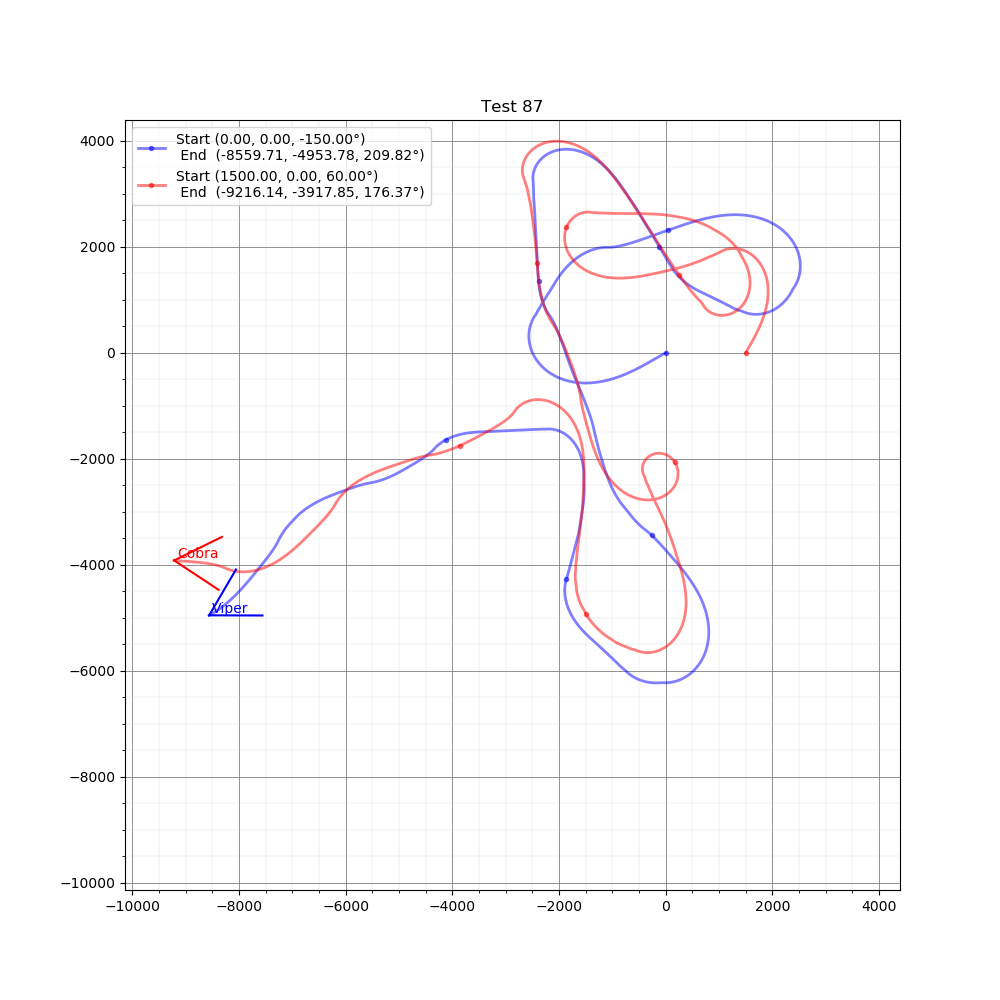 Test 87
Start (0.00, 0.00, -150.00°)
End (-8559.71, -4953.78, 209.82°)
Start (1500.00, 0.00, 60.00°)
End (-9216.14, -3917.85, 176.37°)
4000
2000
0
−2000
−4000
−6000
−8000
−10000
Cobra
Viper
−10000 −8000 −6000 −4000 −2000 0 2000 4000